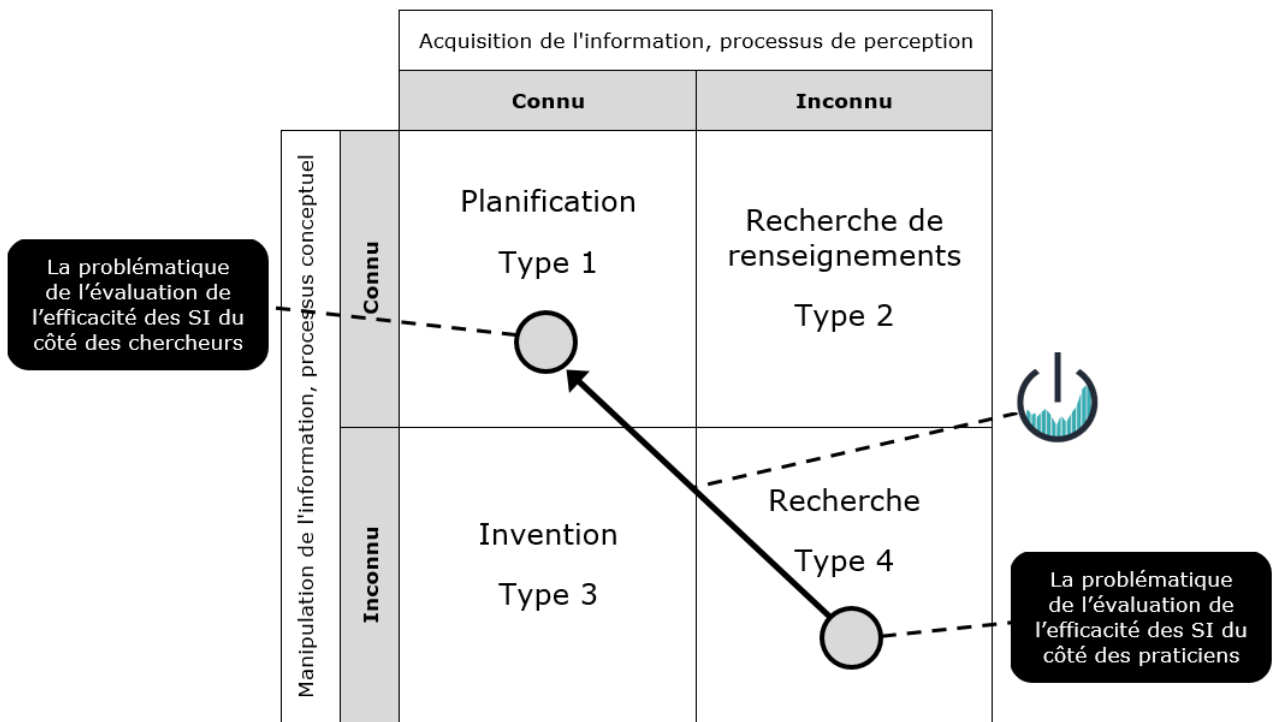 Acquisition de l'information, processus de perception
Connu
Inconnu
Manipulation de l'information, processus conceptuel
Connu
Planification
Type 1
Recherche de
renseignements
Type 2
La problématique
de l’évaluation de
l’efficacité des SI du
côté des chercheurs
Inconnu
Invention
Type 3
Recherche
Type 4
La problématique
de l’évaluation de
l’efficacité des SI du
côté des praticiens